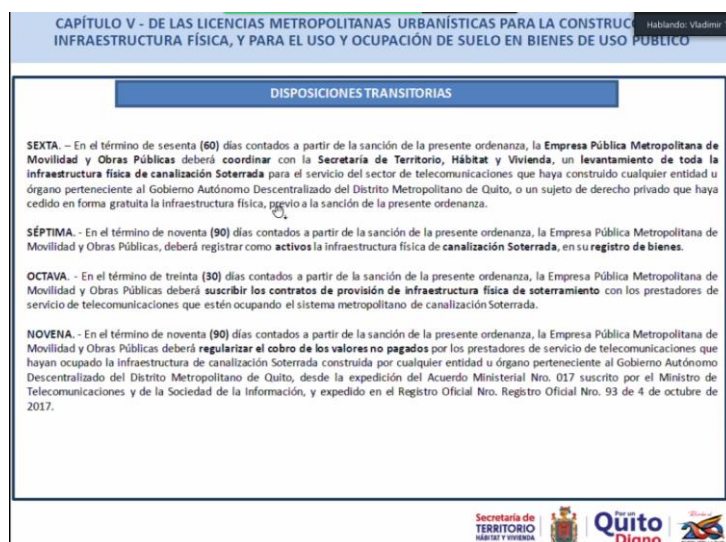 CAPÍTULO V - DE LAS LICENCIAS METROPOLITANAS URBANÍSTICAS PARA LA CONSTRUC
Hablando: Vladimir
INFRAESTRUCTURA FÍSICA, Y PARA EL USO Y OCUPACIÓN DE SUELO EN BIENES DE USO PÚBLICO
DISPOSICIONES TRANSITORIAS
SEXTA. – En el término de sesenta (60) días contados a partir de la sanción de la presente ordenanza, la Empresa Pública Metropolitana de
Movilidad y Obras Públicas deberá coordinar con la Secretaría de Territorio, Hábitat y Vivienda, un levantamiento de toda la
infraestructura física de canalización Soterrada para el servicio del sector de telecomunicaciones que haya construido cualquier entidad u
órgano perteneciente al Gobierno Autónomo Descentralizado del Distrito Metropolitano de Quito, o un sujeto de derecho privado que haya
cedido en forma gratuita la infraestructura física, previo a la sanción de la presente ordenanza.
SÉPTIMA. - En el término de noventa (90) días contados a partir de la sanción de la presente ordenanza, la Empresa Pública Metropolitana de
Movilidad y Obras Públicas, deberá registrar como activos la infraestructura física de canalización Soterrada, en su registro de bienes.
OCTAVA. - En el término de treinta (30) días contados a partir de la sanción de la presente ordenanza, la Empresa Pública Metropolitana de
Movilidad y Obras Públicas deberá suscribir los contratos de provisión de infraestructura física de soterramiento con los prestadores de
servicio de telecomunicaciones que estén ocupando el sistema metropolitano de canalización Soterrada.
NOVENA. - En el término de noventa (90) días contados a partir de la sanción de la presente ordenanza, la Empresa Pública Metropolitana de
Movilidad y Obras Públicas deberá regularizar el cobro de los valores no pagados por los prestadores de servicio de telecomunicaciones que
hayan ocupado la infraestructura de canalización Soterrada construida por cualquier entidad u órgano perteneciente al Gobierno Autónomo
Descentralizado del Distrito Metropolitano de Quito, desde la expedición del Acuerdo Ministerial Nro. 017 suscrito por el Ministro de
Telecomunicaciones y de la Sociedad de la Información, y expedido en el Registro Oficial Nro. Registro Oficial Nro. 93 de 4 de octubre de
2017.
Secretaría de
TERRITORIO
HÁBITAT Y VIVIENDA
Por un
Quito
Digno